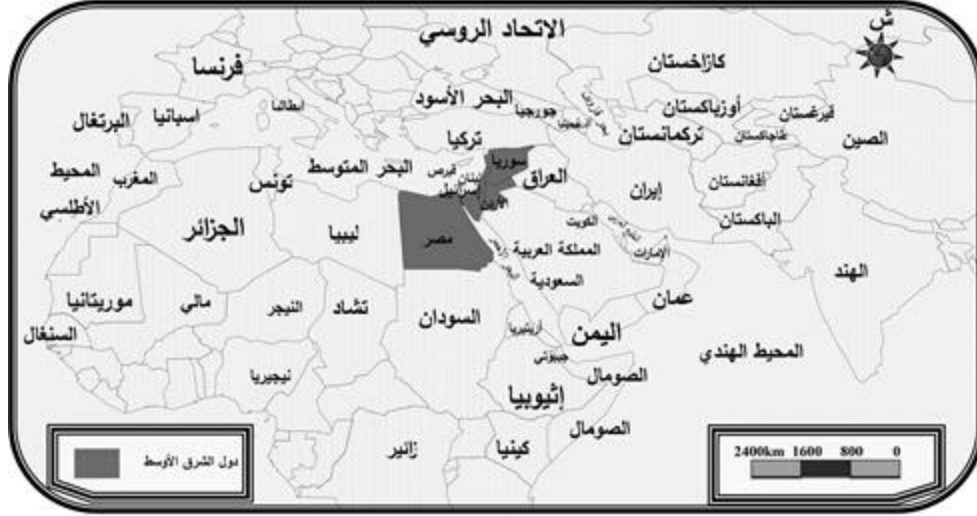 ش
الاتحاد الروسي
كازاخستان
فرنسا
البحر الأسود
جورجيا
بحر قزوين
أوزباكستان
قيرغستان
ايطاليا
اسبانيا
البرتغال
تركيا
تركمانستان
طاجاكستان
الصين
سوريا
المحيط
الأطلسي
المغرب
تونس
البحر المتوسط
قبرص
لبنان
إسرائيل
الأردن
العراق
إيران
أفغانستان
الباكستان
الجزائر
ليبيا
مصر
الكويت
المملكة العربية
السعودية
الإمارات
الهند
موريتانيا
مالي
النيجر
تشاد
السودان
أريتيريا
اليمن
عمان
السنغال
نيجيريا
جيبوتي
الصومال
المحيط الهندي
إثيوبيا
الصومال
زائير
كينيا
دول الشرق الأوسط
2400km 1600 800 0